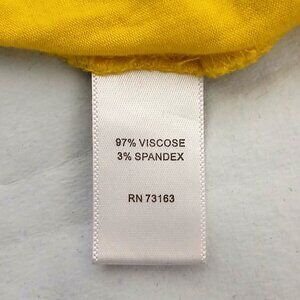 97% VISCOSE
3% SPANDEX
RN 73163